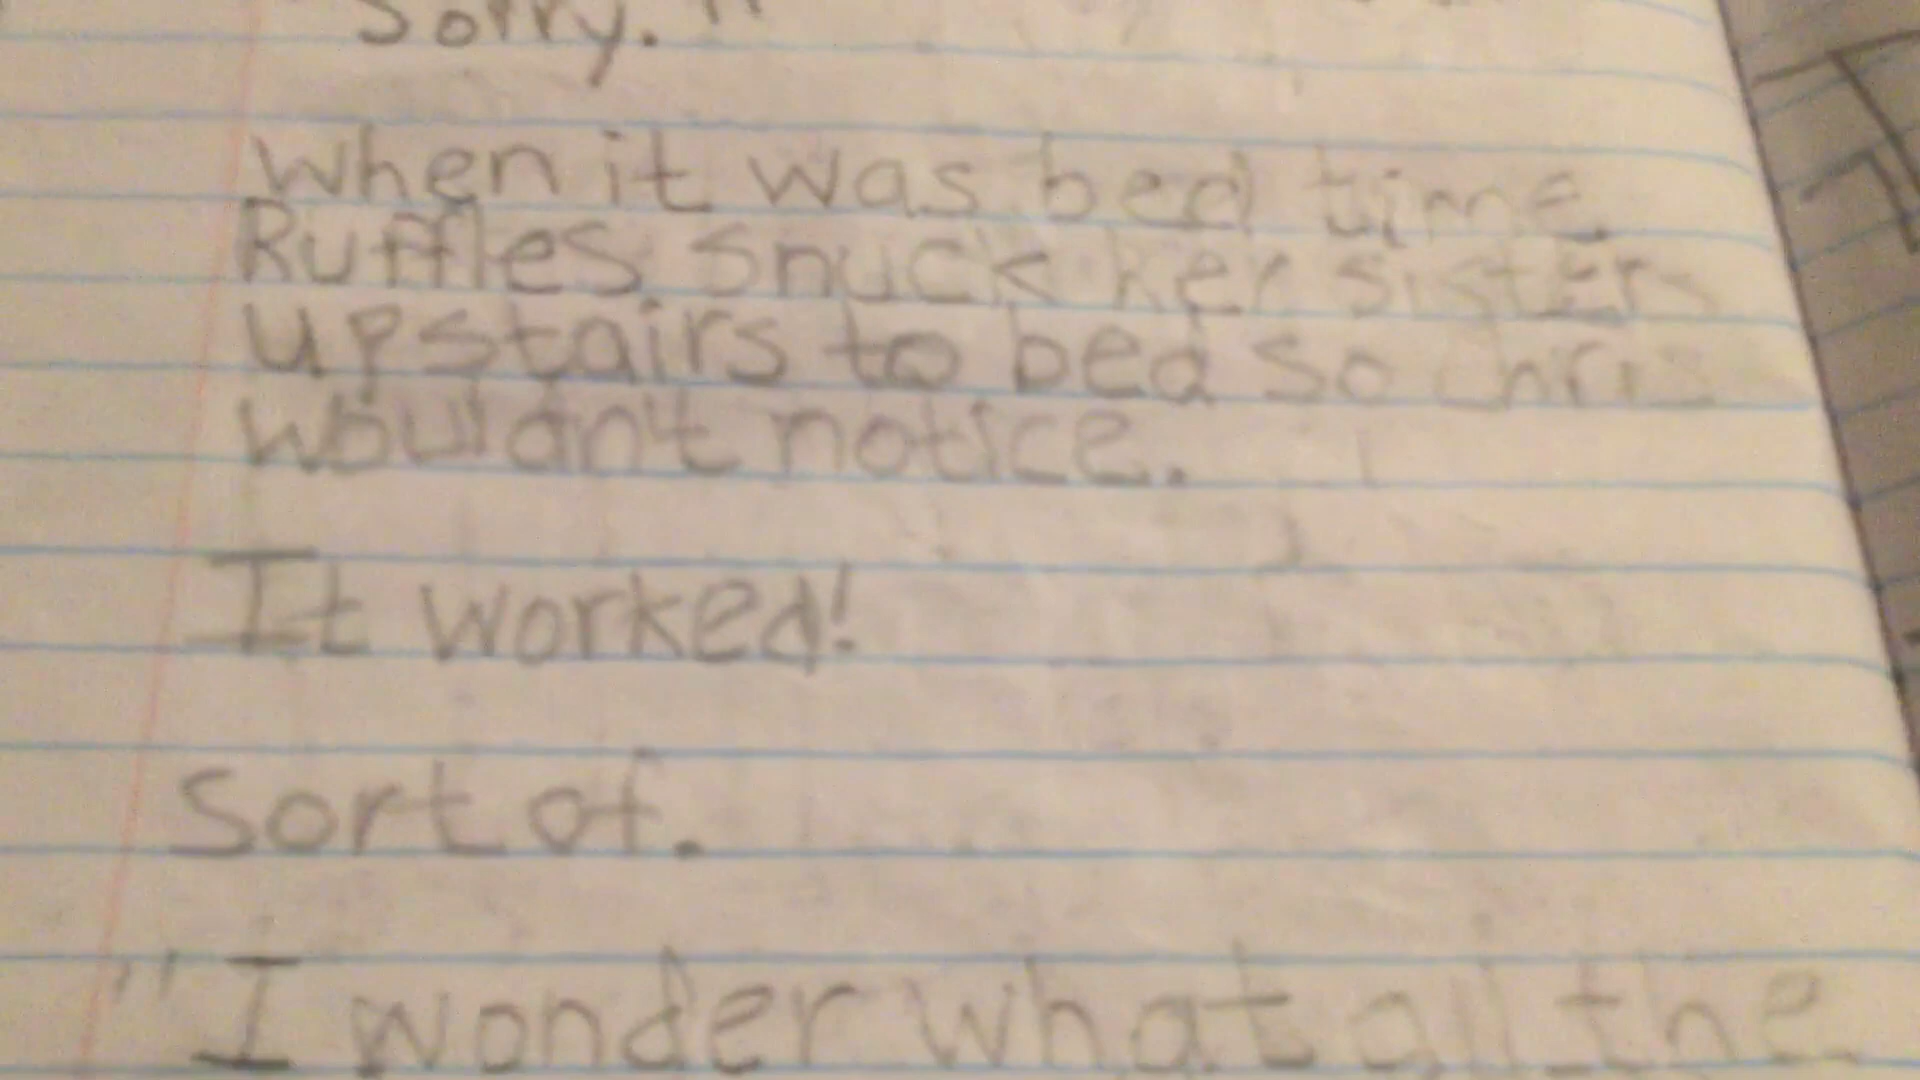 Sorry."
When it was bed time
Ruffles snuck her sisters
upstairs to bed so Chris
wouldn't notice.
It worked!
Sort of.
"I wonder what all the